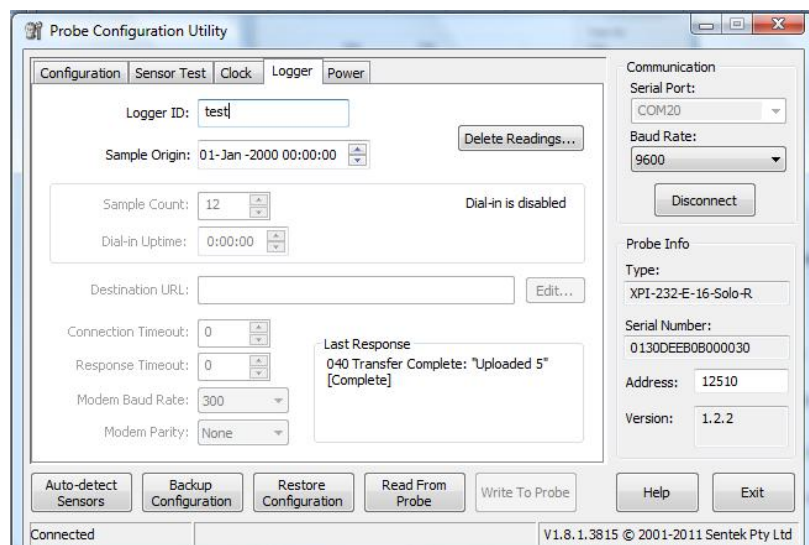 Probe Configuration Utility
Configuration Sensor Test Clock Logger Power
Logger ID: test
Sample Origin: 01-Jan -2000 00:00:00
Delete Readings...
Sample Count: 12
Dial-in is disabled
Dial-in Uptime: 0:00:00
Destination URL:
Edit...
Connection Timeout: 0
Response Timeout: 0
Modem Baud Rate: 300
Modem Parity: None
Last Response
040 Transfer Complete: "Uploaded 5"
[Complete]
Communication
Serial Port:
COM20
Baud Rate:
9600
Disconnect
Probe Info
Type:
XPI-232-E-16-Solo-R
Serial Number:
0130DEEB0B000030
Address: 12510
Version: 1.2.2
Auto-detect
Sensors
Backup
Configuration
Restore
Configuration
Read From
Probe
Write To Probe
Help
Exit
Connected
V1.8.1.3815 © 2001-2011 Sentek Pty Ltd